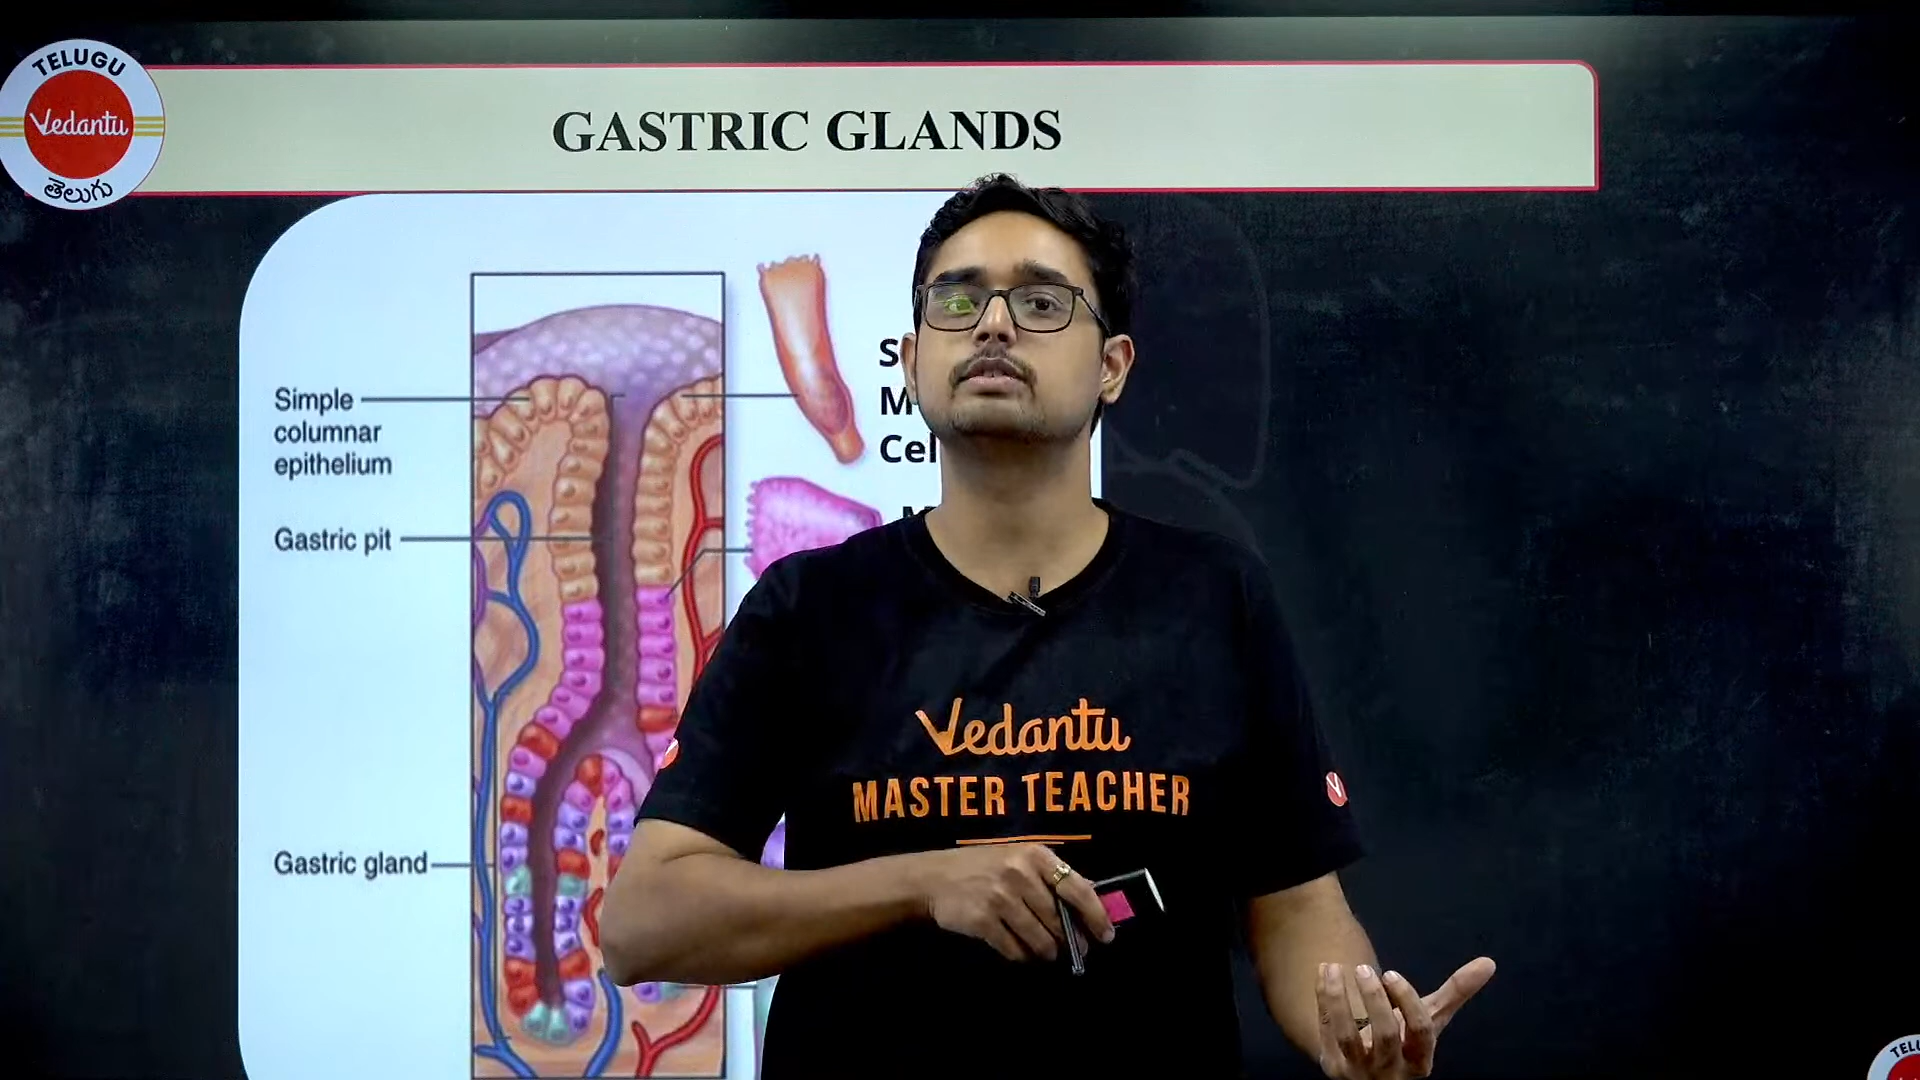 TELUGU
Vedantu
తెలుగు
GASTRIC GLANDS
Simple
columnar
epithelium
Gastric pit
Gastric gland
Vedantu
MASTER TEACHER